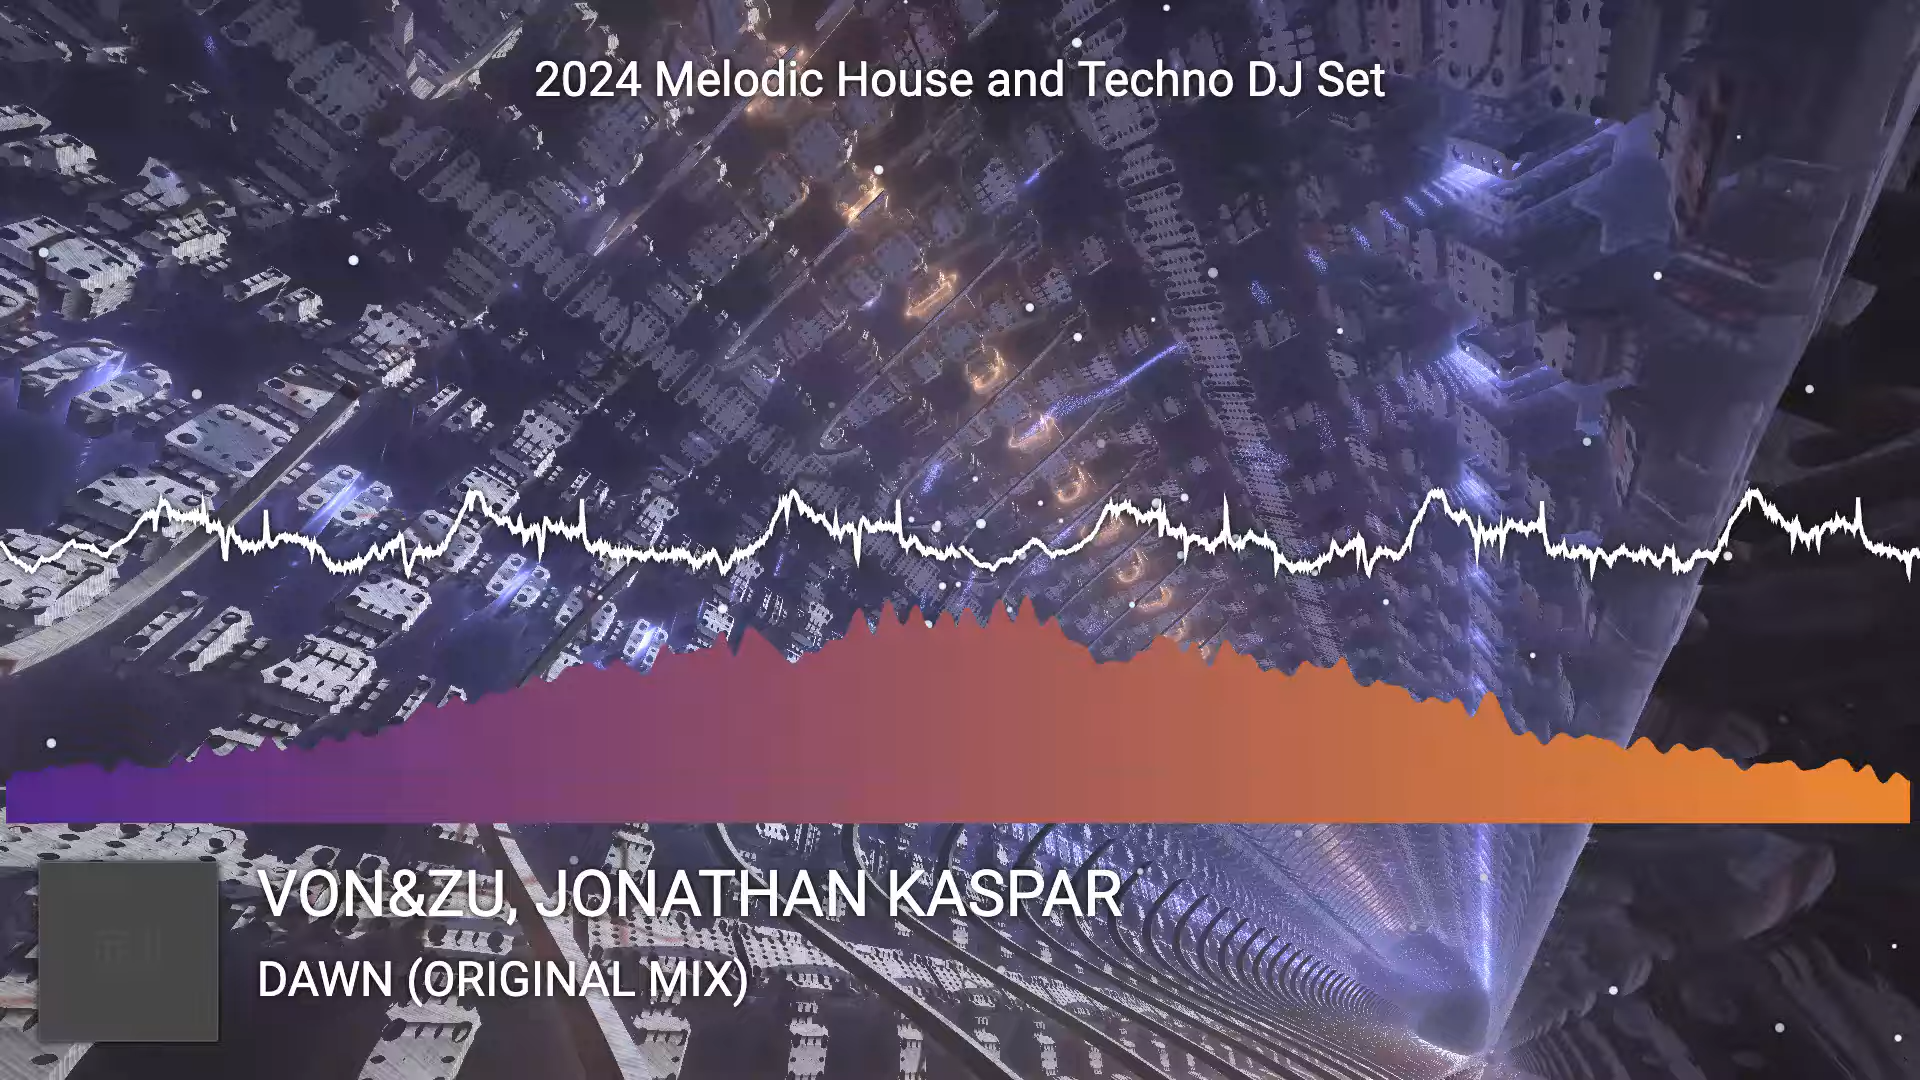 2024 Melodic House and Techno DJ Set
VON&ZU, JONATHAN KASPAR
DAWN (ORIGINAL MIX)